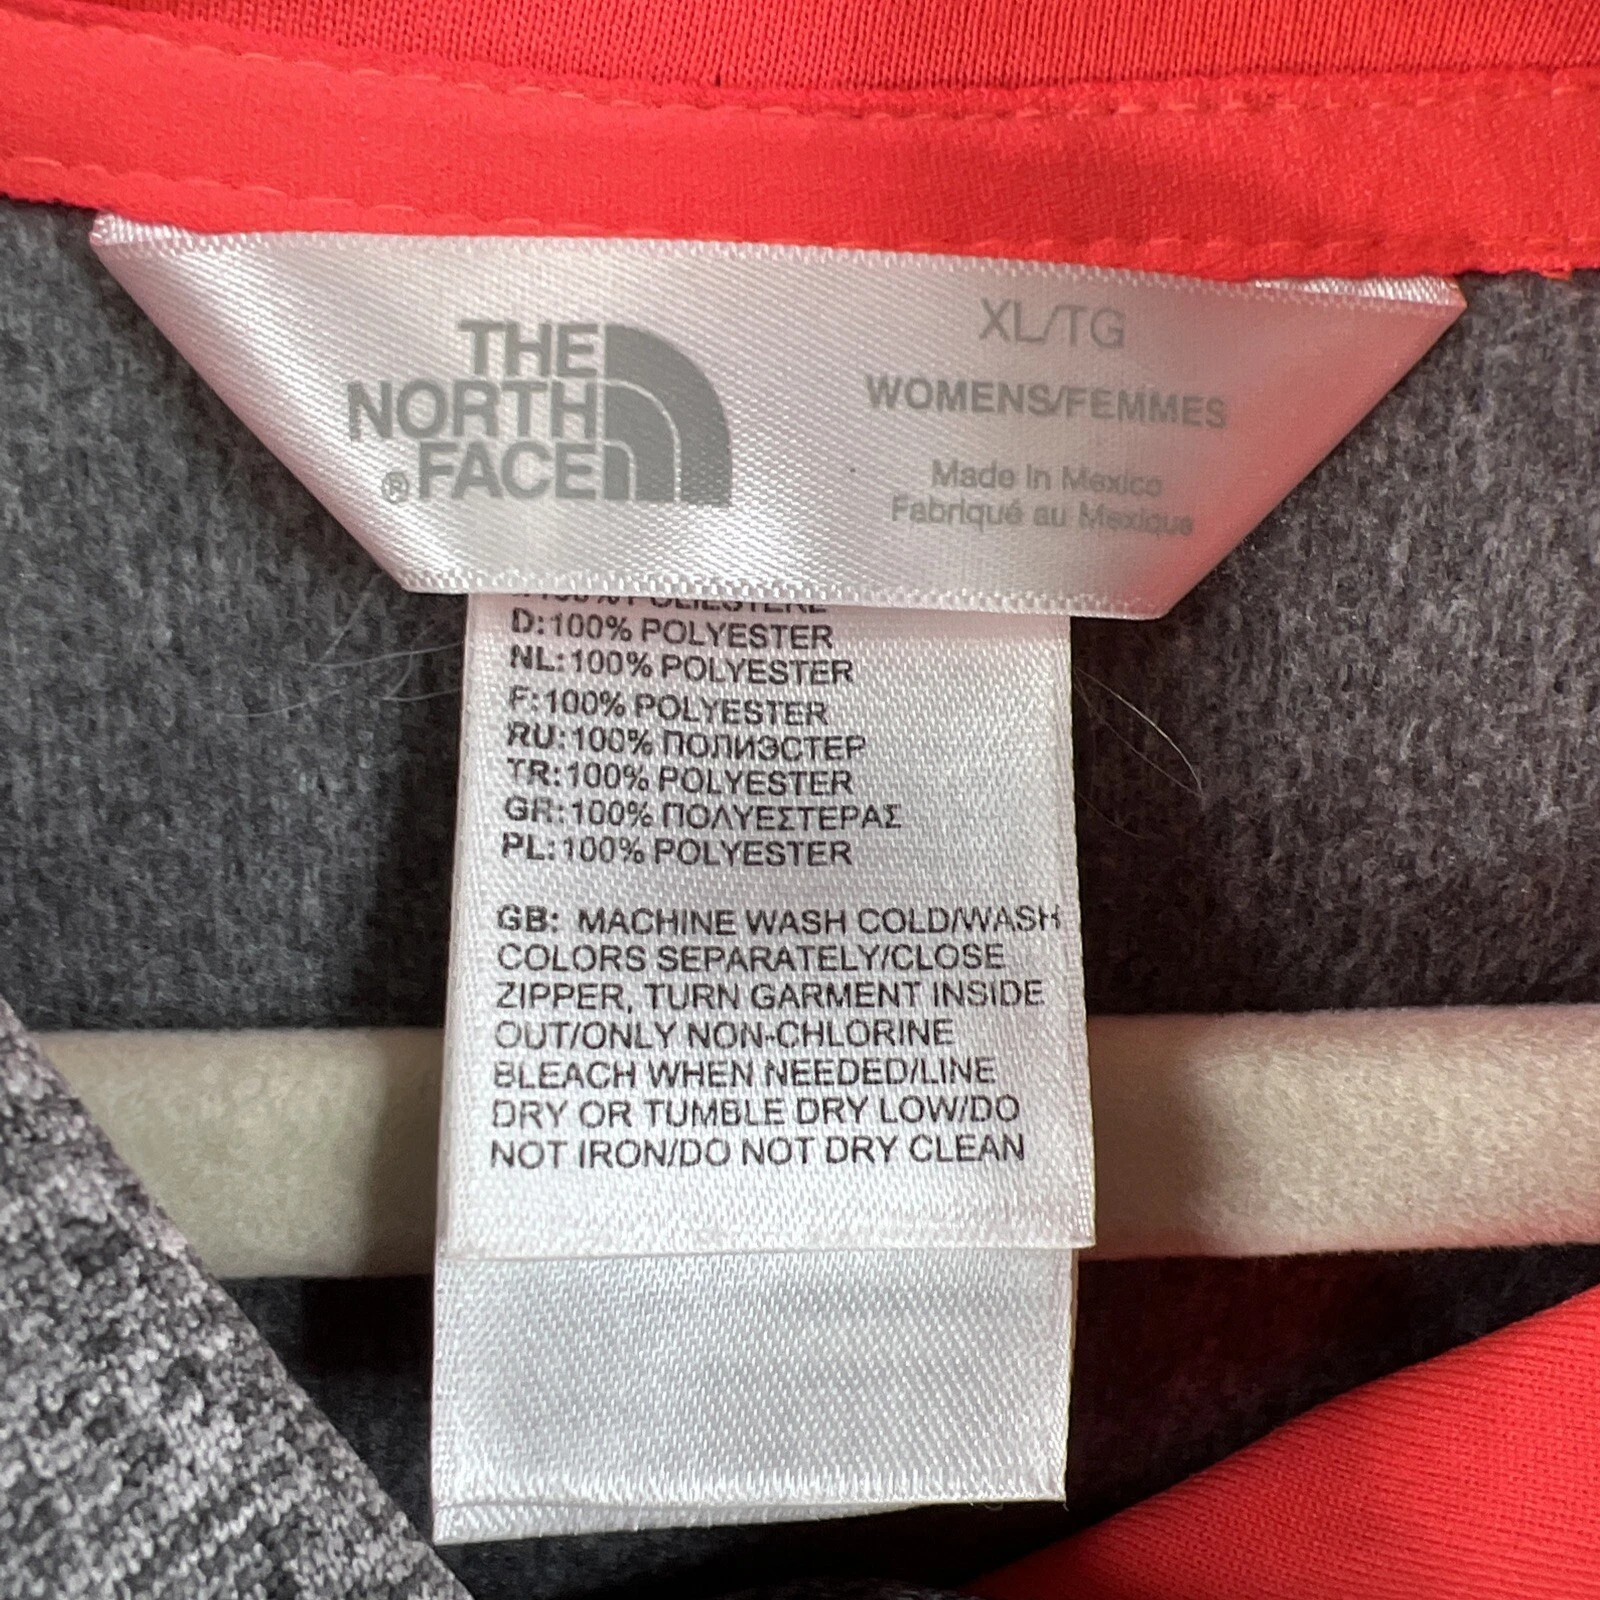 THE
NORTH
® FACE
XL/TG
WOMENS/FEMMES
Made In Mexico
Fabriqué au Mexique
D:100% POLYESTER
NL:100% POLYESTER
F:100% POLYESTER
RU:100% ПОЛИЭСТЕР
TR:100% POLYESTER
GR:100% ΠΟΛΥΕΣΤΕΡΑΣ
PL:100% POLYESTER
GB: MACHINE WASH COLD/WASH
COLORS SEPARATELY/CLOSE
ZIPPER, TURN GARMENT INSIDE
OUT/ONLY NON-CHLORINE
BLEACH WHEN NEEDED/LINE
DRY OR TUMBLE DRY LOW/DO
NOT IRON/DO NOT DRY CLEAN